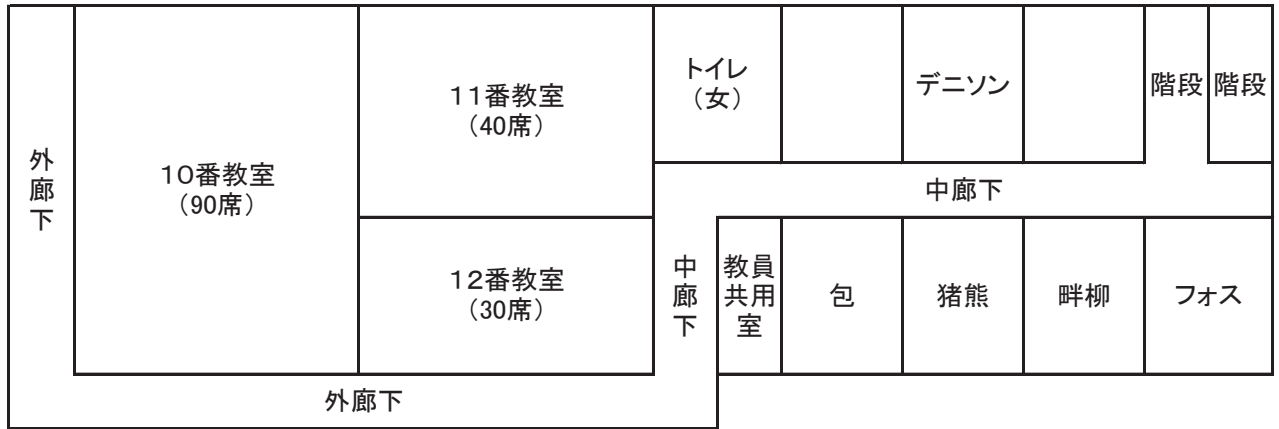 外廊下
10番教室
(90席)
11番教室
(40席)
12番教室
(30席)
トイレ
(女)
デニソン
階段
階段
中廊下
中廊下
教員
共用
室
包
猪熊
畔柳
フォス
外廊下